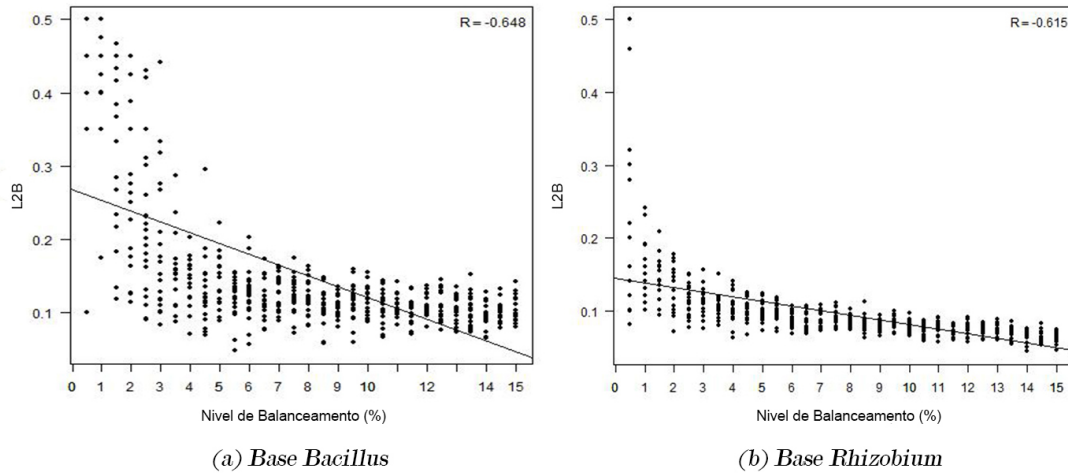 R = -0.648
0.5
0.4
0.3
0.2
0.1
L2B
0 1 2 3 4 5 6 7 8 9 10 12 14 15
Nivel de Balanceamento (%)
(a) Base Bacillus
R = -0.615
0.5
0.4
0.3
0.2
0.1
L2B
0 1 2 3 4 5 6 7 8 9 10 11 12 13 14 15
Nivel de Balanceamento (%)
(b) Base Rhizobium